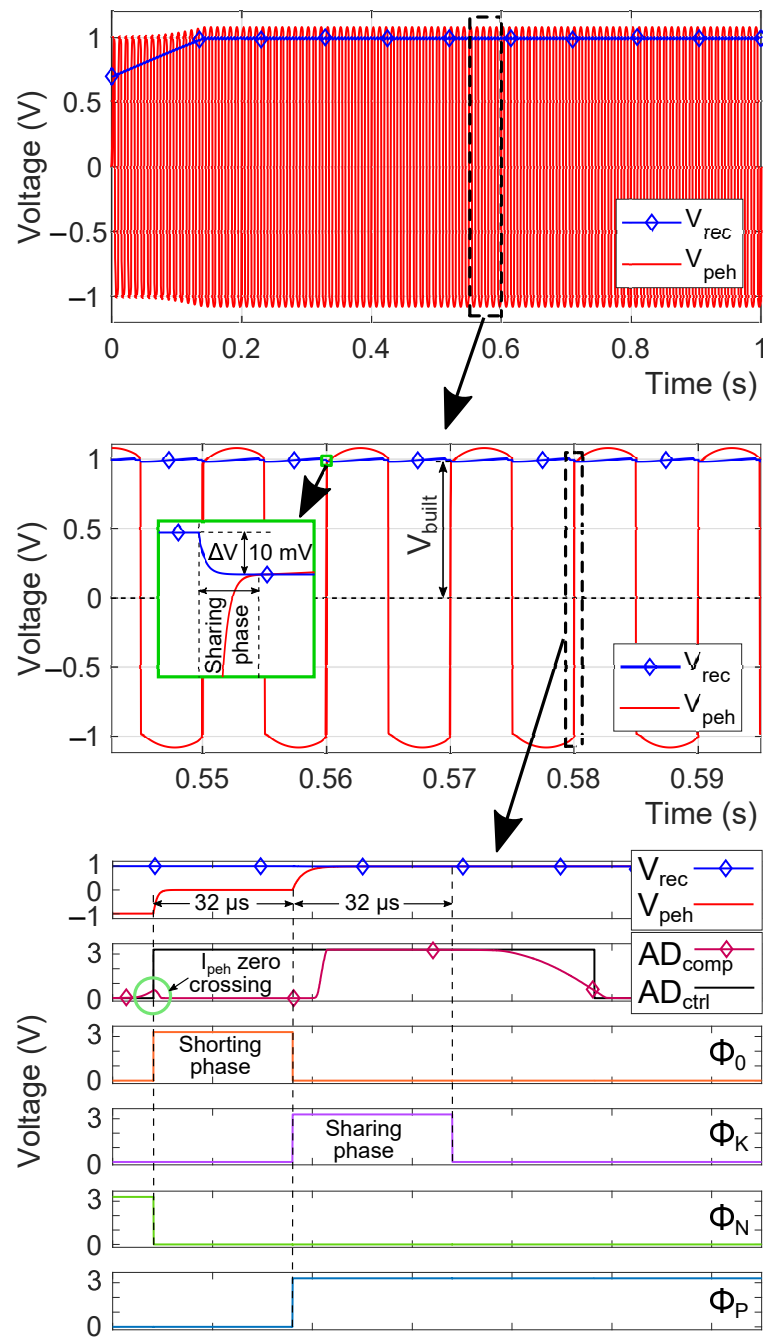 Voltage (V)
1
0.5
0
−0.5
−1
V_rec
V_peh
0 0.2 0.4 0.6 0.8 1
Time (s)
Voltage (V)
1
0.5
0
−0.5
−1
ΔV 10 mV
Sharing
phase
V_built
V_rec
V_peh
0.55 0.56 0.57 0.58 0.59
Time (s)
Voltage (V)
1
0
−1
32 µs 32 µs
V_rec
V_peh
3
0
I_peh zero
crossing
AD_comp
AD_ctrl
3
0
Shorting
phase
Φ_0
3
0
Sharing
phase
Φ_K
3
0
Φ_N
3
0
Φ_P